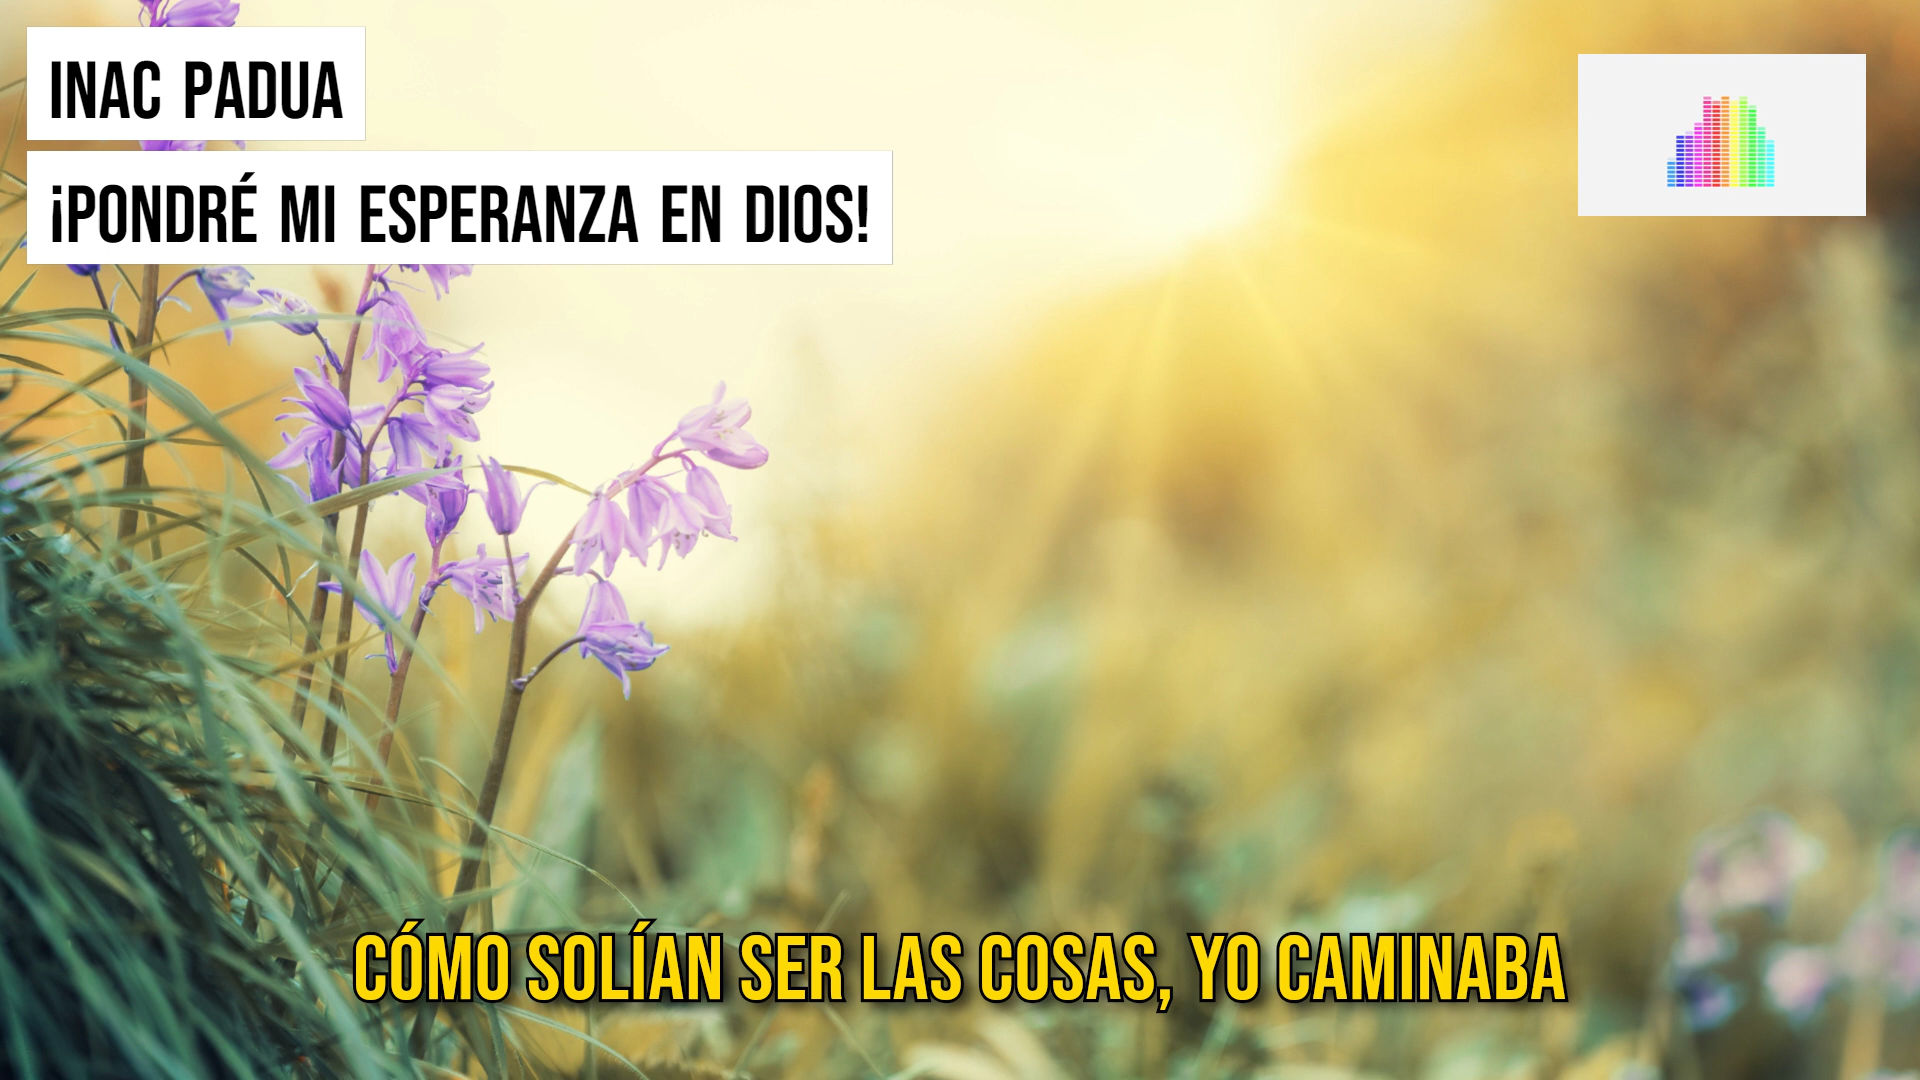 INAC PADUA
¡PONDRÉ MI ESPERANZA EN DIOS!
CÓMO SOLÍAN SER LAS COSAS, YO CAMINABA